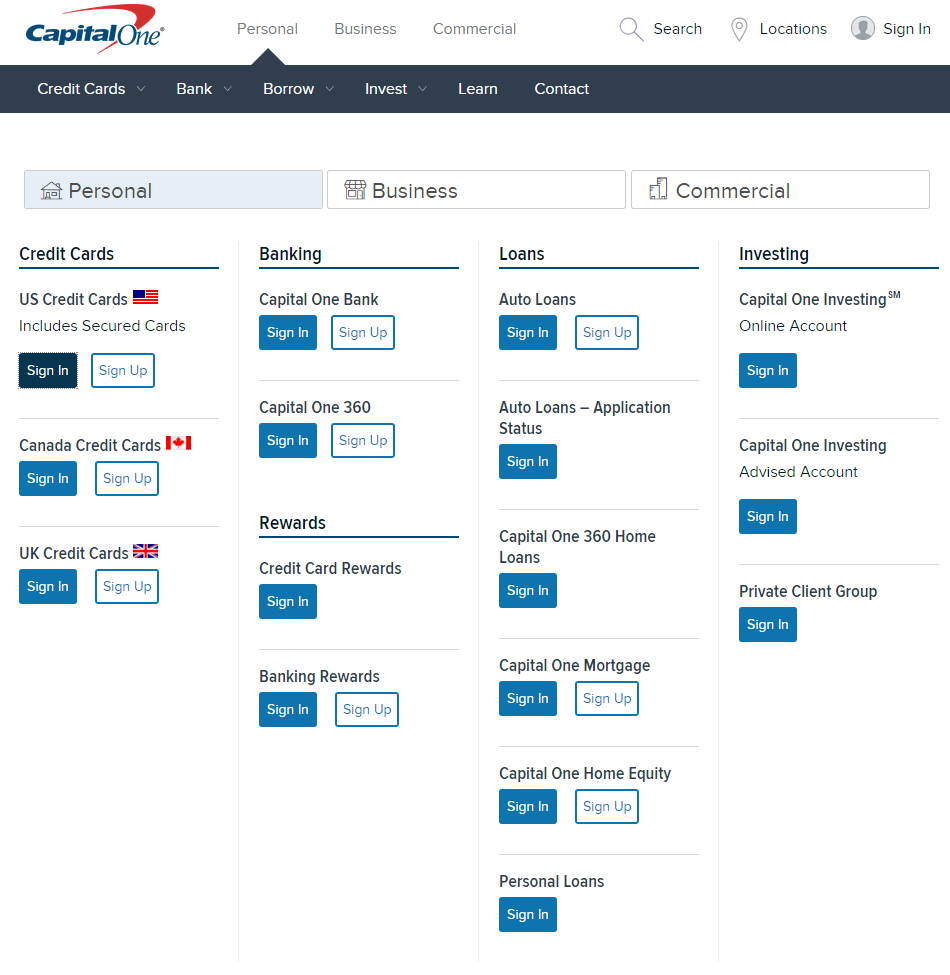 Capital One®
Personal Business Commercial Search Locations Sign In
Credit Cards Bank Borrow Invest Learn Contact
Personal Business Commercial
Credit Cards
US Credit Cards
Includes Secured Cards
Sign In Sign Up
Canada Credit Cards
Sign In Sign Up
UK Credit Cards
Sign In Sign Up
Banking
Capital One Bank
Sign In Sign Up
Capital One 360
Sign In Sign Up
Rewards
Credit Card Rewards
Sign In
Banking Rewards
Sign In Sign Up
Loans
Auto Loans
Sign In Sign Up
Auto Loans – Application
Status
Sign In
Capital One 360 Home
Loans
Sign In
Capital One Mortgage
Sign In Sign Up
Capital One Home Equity
Sign In Sign Up
Personal Loans
Sign In
Investing
Capital One Investing℠
Online Account
Sign In
Capital One Investing
Advised Account
Sign In
Private Client Group
Sign In